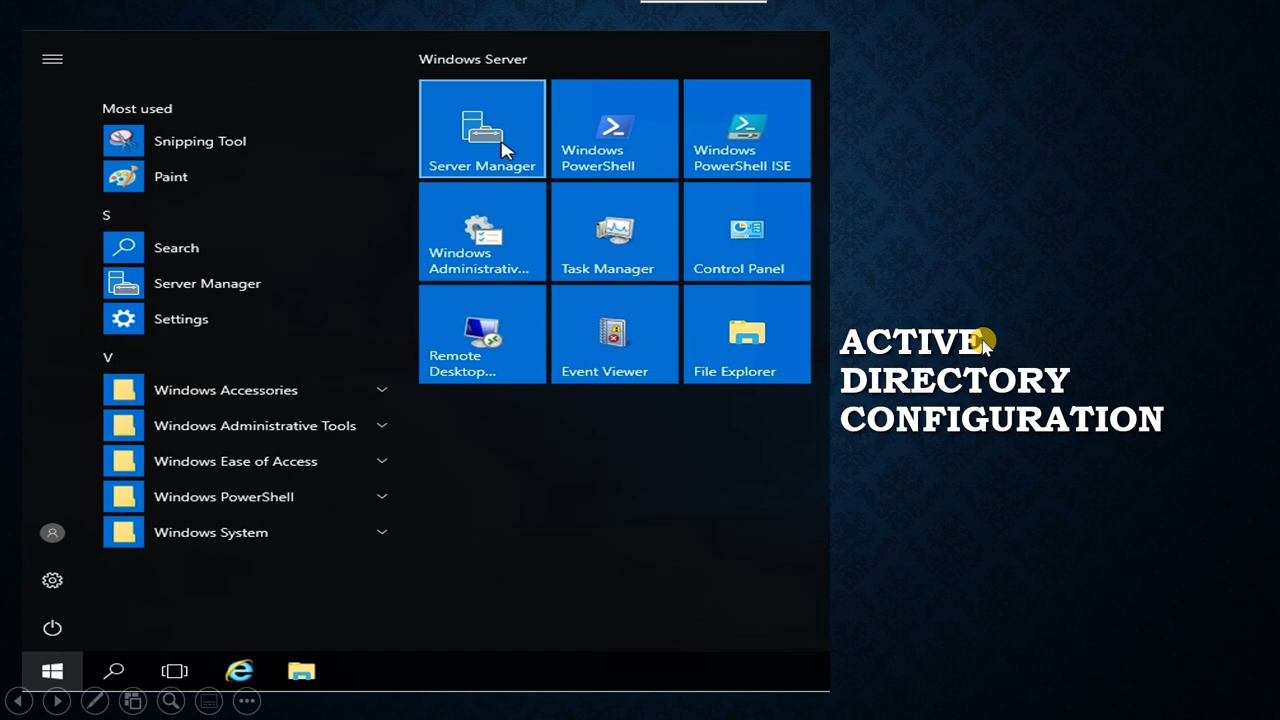 Windows Server
Most used
Snipping Tool
Paint
S
Search
Server Manager
Settings
V
Windows Accessories
Windows Administrative Tools
Windows Ease of Access
Windows PowerShell
Windows System
Server Manager
Windows
PowerShell
Windows
PowerShell ISE
Windows
Administrativ...
Task Manager
Control Panel
Remote
Desktop...
Event Viewer
File Explorer
ACTIVE
DIRECTORY
CONFIGURATION